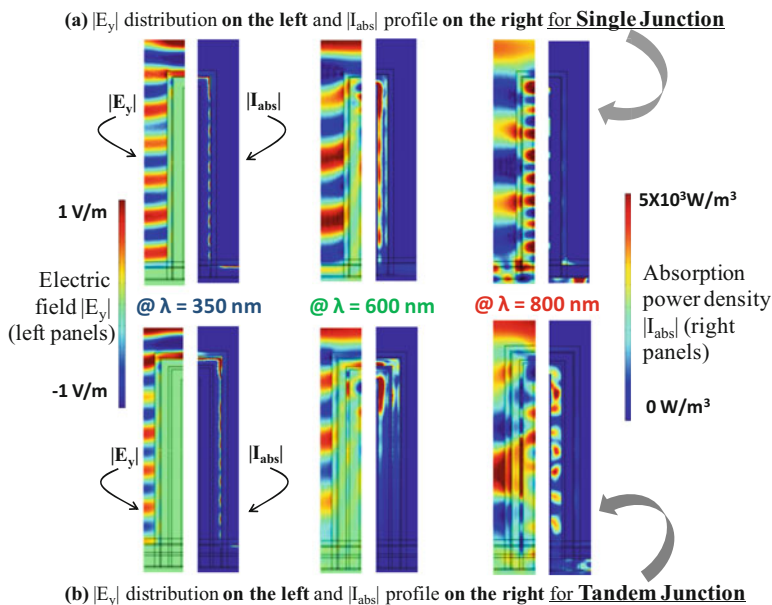 (a) |Ey| distribution on the left and |Iabs| profile on the right for Single Junction
|Ey|
|Iabs|
1 V/m
Electric
field |Ey|
(left panels)
-1 V/m
@ λ = 350 nm
@ λ = 600 nm
@ λ = 800 nm
5X10³W/m³
Absorption
power density
|Iabs| (right
panels)
0 W/m³
|Ey|
|Iabs|
(b) |Ey| distribution on the left and |Iabs| profile on the right for Tandem Junction